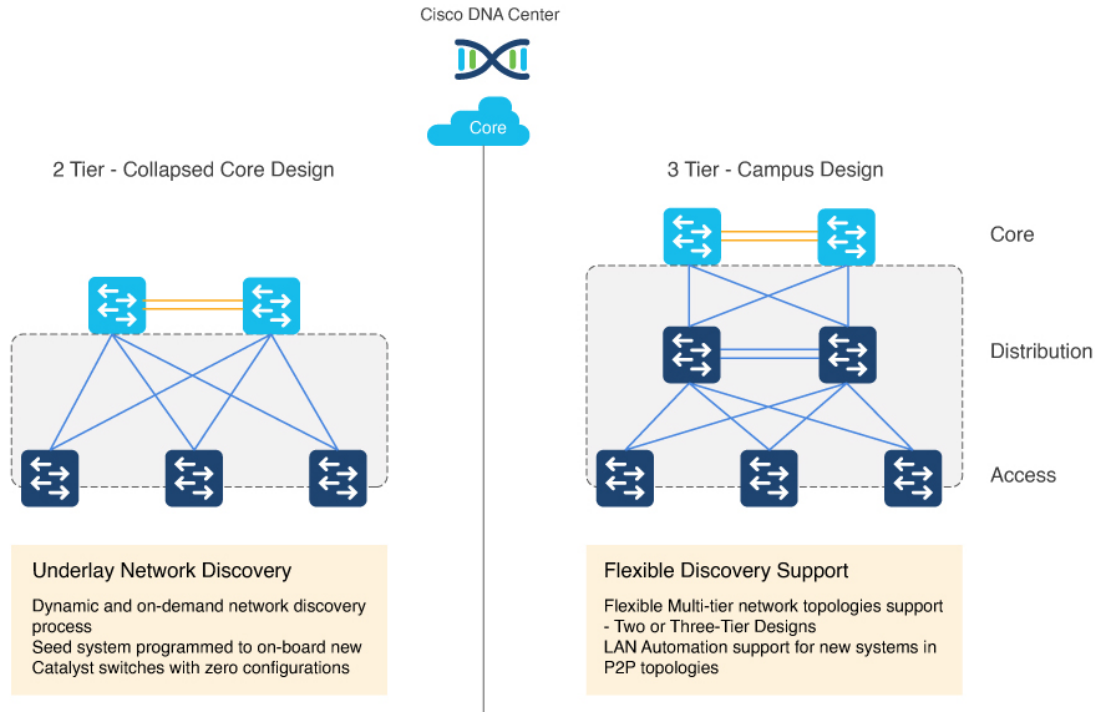 Cisco DNA Center
Core
2 Tier - Collapsed Core Design
3 Tier - Campus Design
Core
Distribution
Access
Underlay Network Discovery
Dynamic and on-demand network discovery
process
Seed system programmed to on-board new
Catalyst switches with zero configurations
Flexible Discovery Support
Flexible Multi-tier network topologies support
- Two or Three-Tier Designs
LAN Automation support for new systems in
P2P topologies